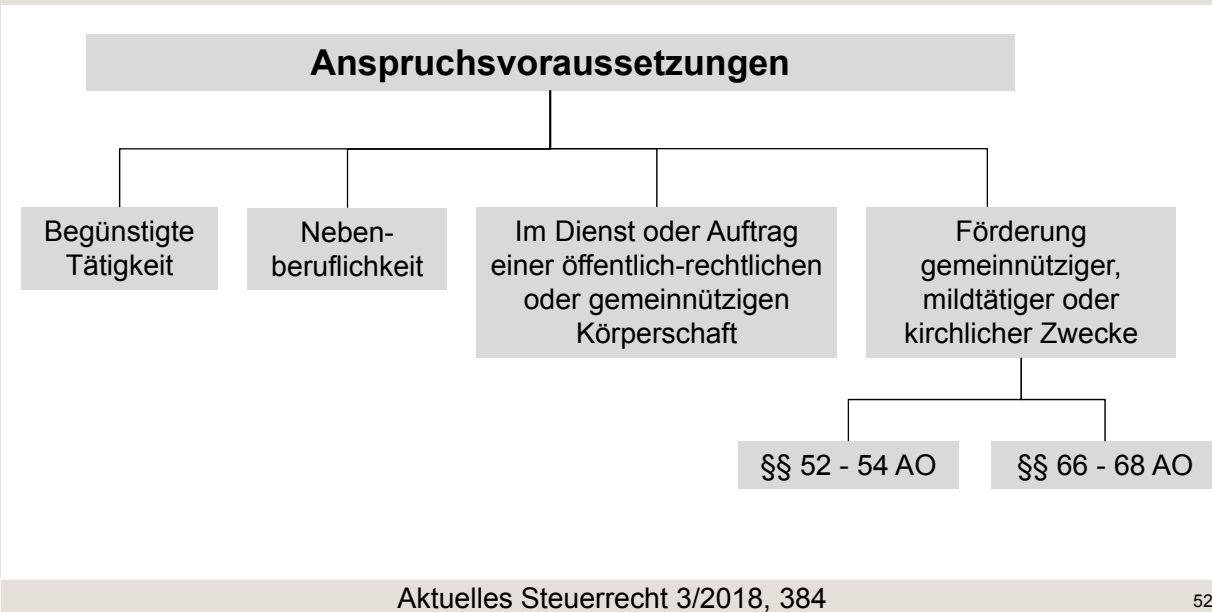 Anspruchsvoraussetzungen
Begünstigte
Tätigkeit
Neben-
beruflichkeit
Im Dienst oder Auftrag
einer öffentlich-rechtlichen
oder gemeinnützigen
Körperschaft
Förderung
gemeinnütziger,
mildtätiger oder
kirchlicher Zwecke
§§ 52 - 54 AO
§§ 66 - 68 AO
Aktuelles Steuerrecht 3/2018, 384
52